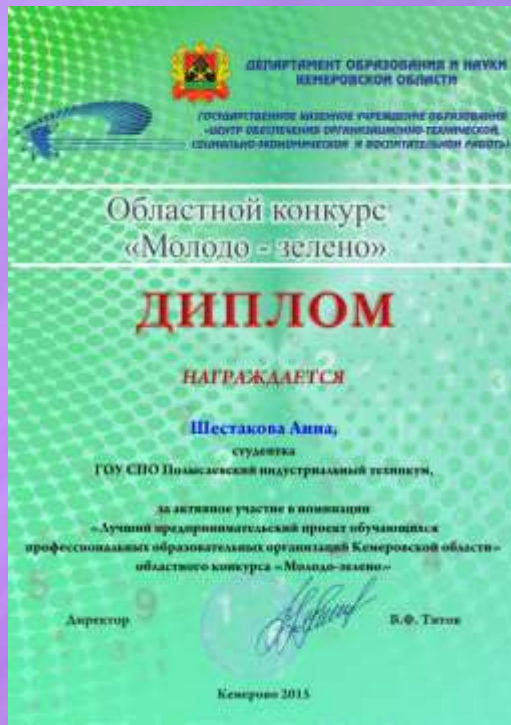 ДЕПАРТАМЕНТ ОБРАЗОВАНИЯ И НАУКИ
КЕМЕРОВСКОЙ ОБЛАСТИ
ГОСУДАРСТВЕННОЕ КАЗЕННОЕ УЧРЕЖДЕНИЕ ОБРАЗОВАНИЯ
«ЦЕНТР ОБЕСПЕЧЕНИЯ ОРГАНИЗАЦИОННО-ТЕХНИЧЕСКОЙ,
СОЦИАЛЬНО-ЭКОНОМИЧЕСКОЙ И ВОСПИТАТЕЛЬНОЙ РАБОТЫ»
Областной конкурс
«Молодо - зелено»
ДИПЛОМ
НАГРАЖДАЕТСЯ
Шестакова Анна,
студентка
ГОУ СПО Полысаевский индустриальный техникум,
за активное участие в номинации
«Лучший предпринимательский проект обучающихся
профессиональных образовательных организаций Кемеровской области»
областного конкурса «Молодо-зелено»
Директор В.Ф. Титов
Кемерово 2015